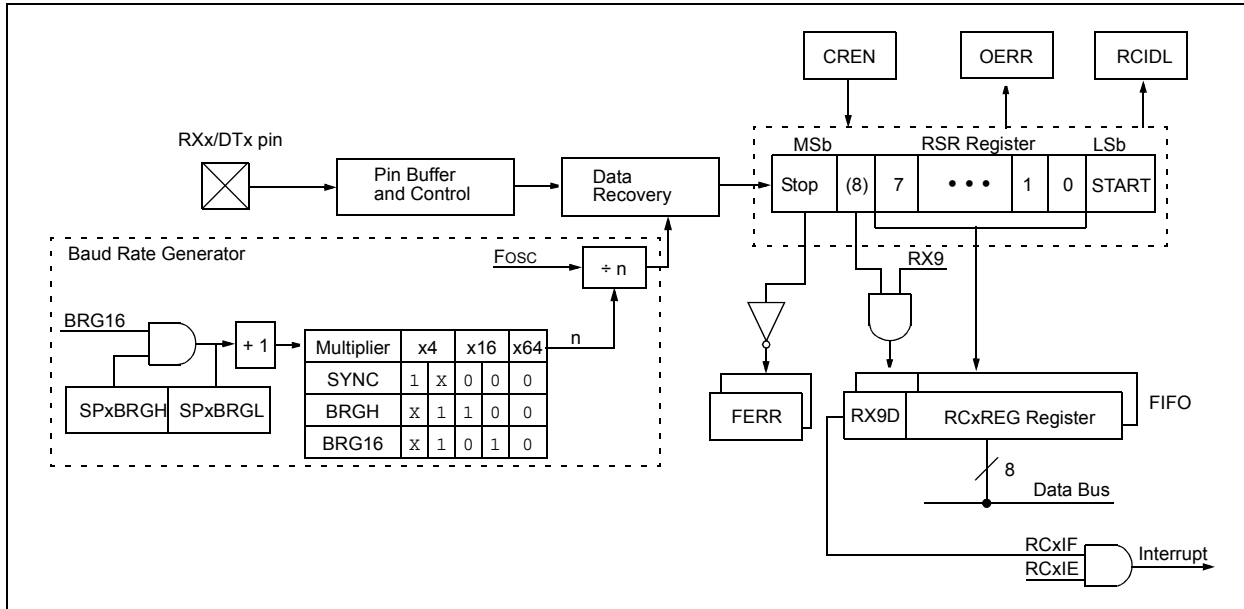 CREN
OERR
RCIDL
RXx/DTx pin
MSb
RSR Register
LSb
Pin Buffer
and Control
Data
Recovery
Stop (8) 7 • • • 1 0 START
Baud Rate Generator
FOSC
÷ n
RX9
BRG16
+ 1
n
Multiplier x4 x16 x64
SYNC 1 X 0 0 0
BRGH X 1 1 0 0
BRG16 X 1 0 1 0
SPxBRGH SPxBRGL
FERR
RX9D
RCxREG Register
FIFO
8
Data Bus
RCxIF
RCxIE
Interrupt